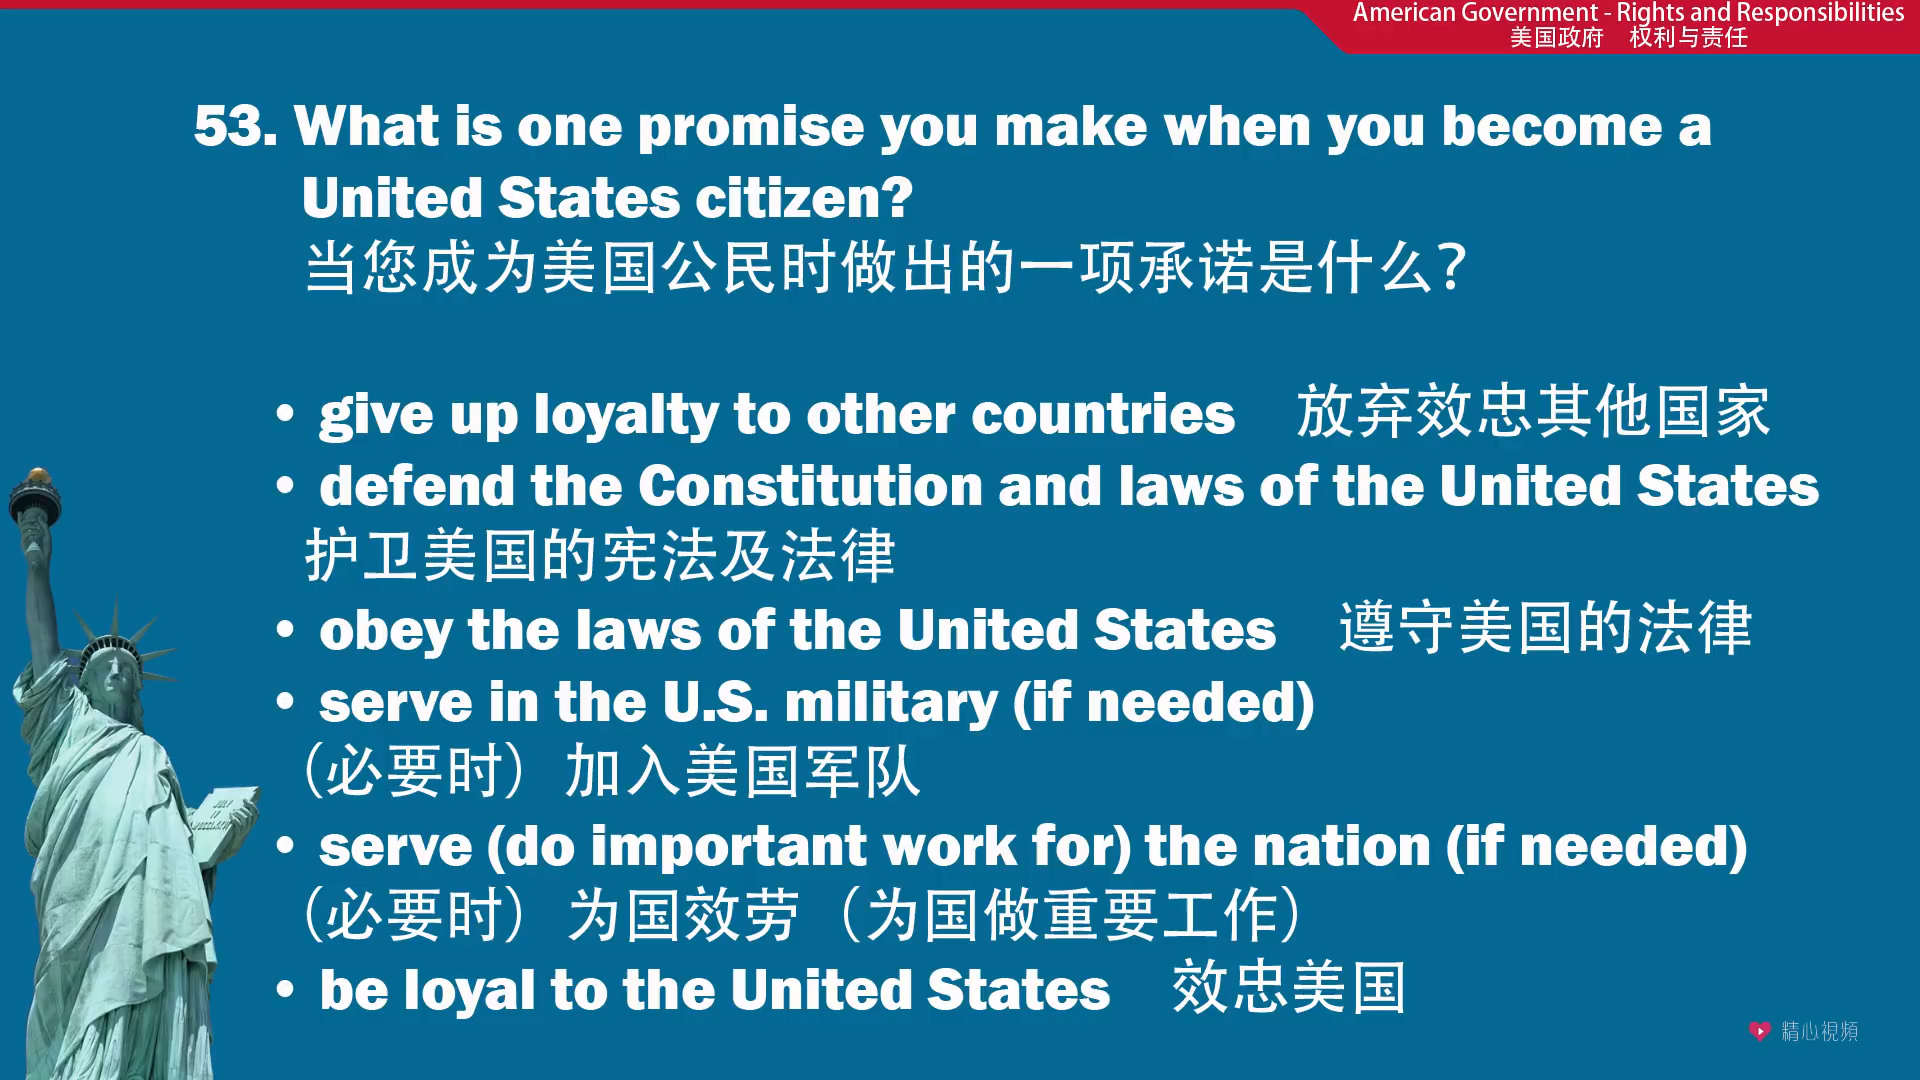 American Government - Rights and Responsibilities
美国政府 权利与责任
53. What is one promise you make when you become a
United States citizen?
当您成为美国公民时做出的一项承诺是什么?
• give up loyalty to other countries 放弃效忠其他国家
• defend the Constitution and laws of the United States
护卫美国的宪法及法律
• obey the laws of the United States 遵守美国的法律
• serve in the U.S. military (if needed)
(必要时) 加入美国军队
• serve (do important work for) the nation (if needed)
(必要时) 为国效劳 (为国做重要工作)
• be loyal to the United States 效忠美国
JULY
IV
精心視頻